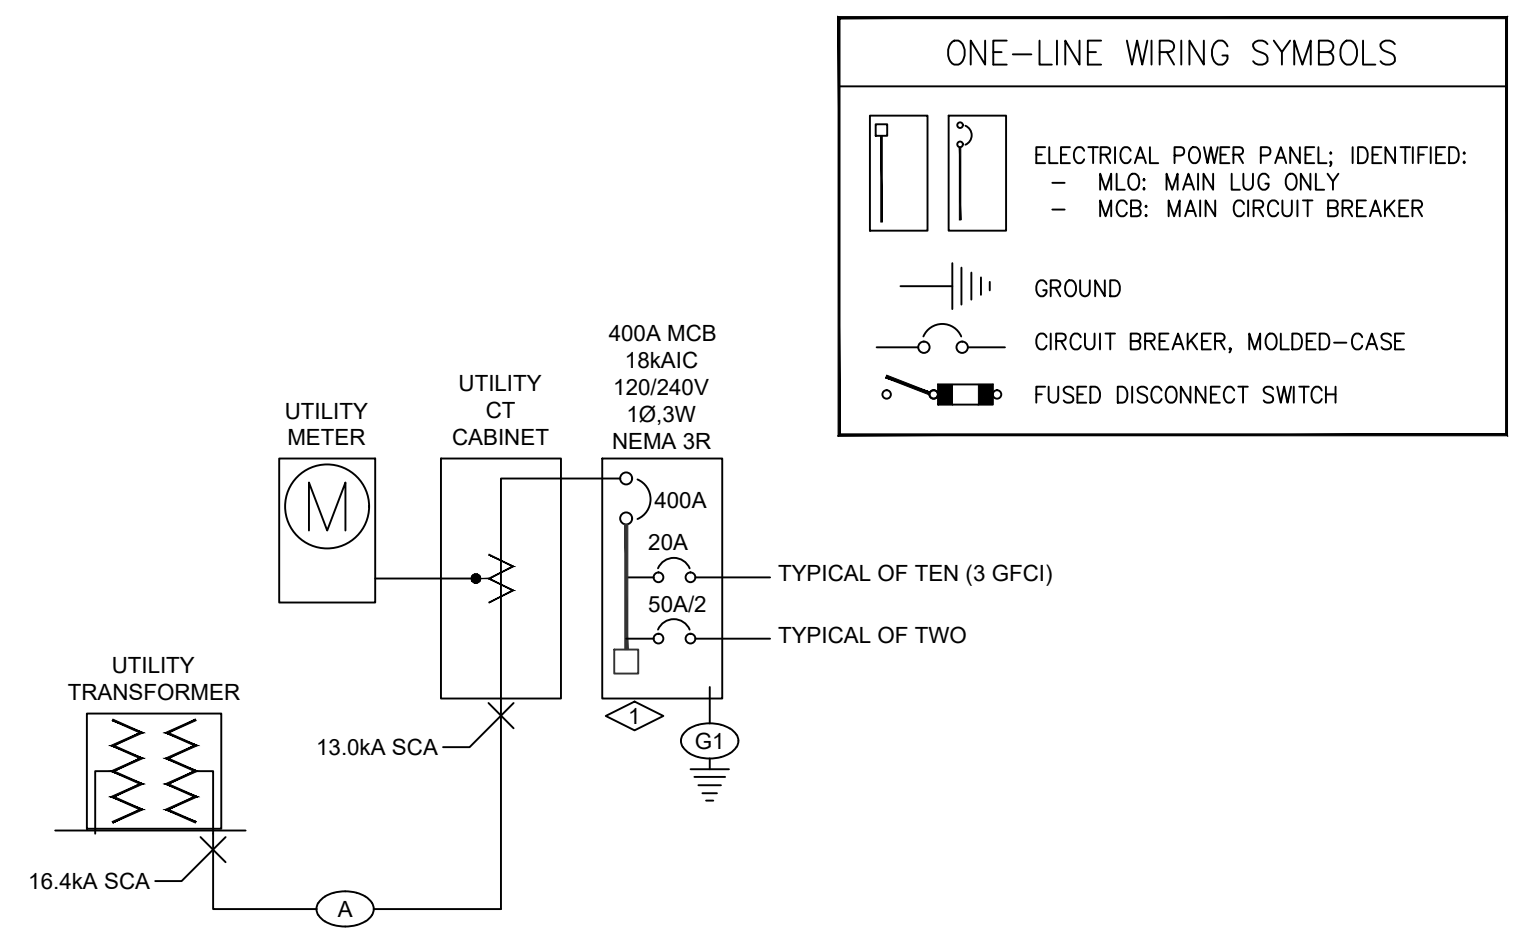 ONE-LINE WIRING SYMBOLS
ELECTRICAL POWER PANEL; IDENTIFIED:
- MLO: MAIN LUG ONLY
- MCB: MAIN CIRCUIT BREAKER
GROUND
CIRCUIT BREAKER, MOLDED-CASE
FUSED DISCONNECT SWITCH
400A MCB
18kAIC
120/240V
1Ø,3W
NEMA 3R
UTILITY
CT
CABINET
UTILITY
METER
M
400A
20A
TYPICAL OF TEN (3 GFCI)
50A/2
TYPICAL OF TWO
UTILITY
TRANSFORMER
1
G1
13.0kA SCA
16.4kA SCA
A